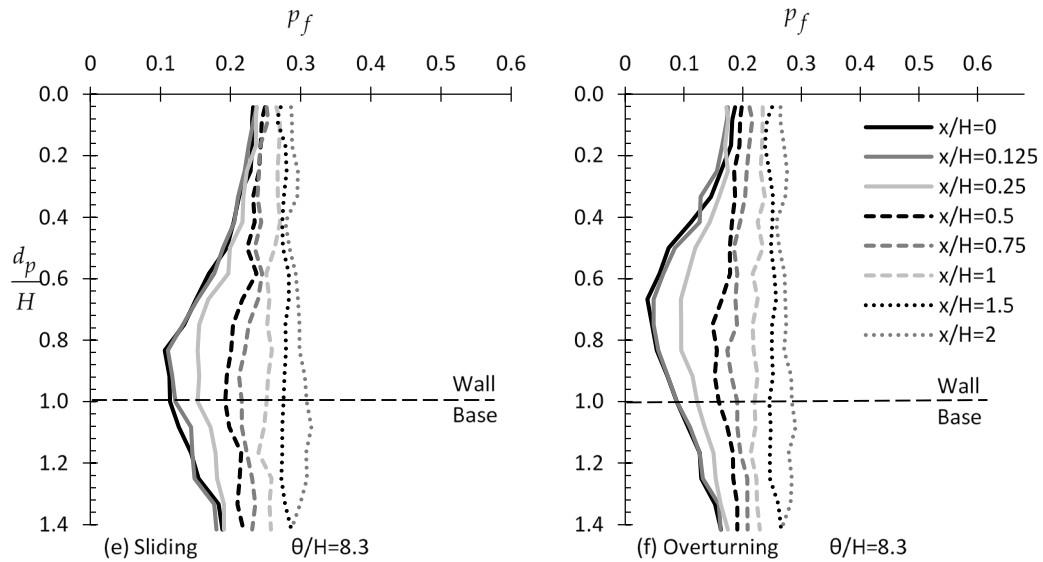 p_f
0 0.1 0.2 0.3 0.4 0.5 0.6
0.0
0.2
0.4
0.6
0.8
1.0
1.2
1.4
d_p
H
Wall
Base
(e) Sliding θ/H=8.3
p_f
0 0.1 0.2 0.3 0.4 0.5 0.6
0.0
0.2
0.4
0.6
0.8
1.0
1.2
1.4
x/H=0
x/H=0.125
x/H=0.25
x/H=0.5
x/H=0.75
x/H=1
x/H=1.5
x/H=2
Wall
Base
(f) Overturning θ/H=8.3